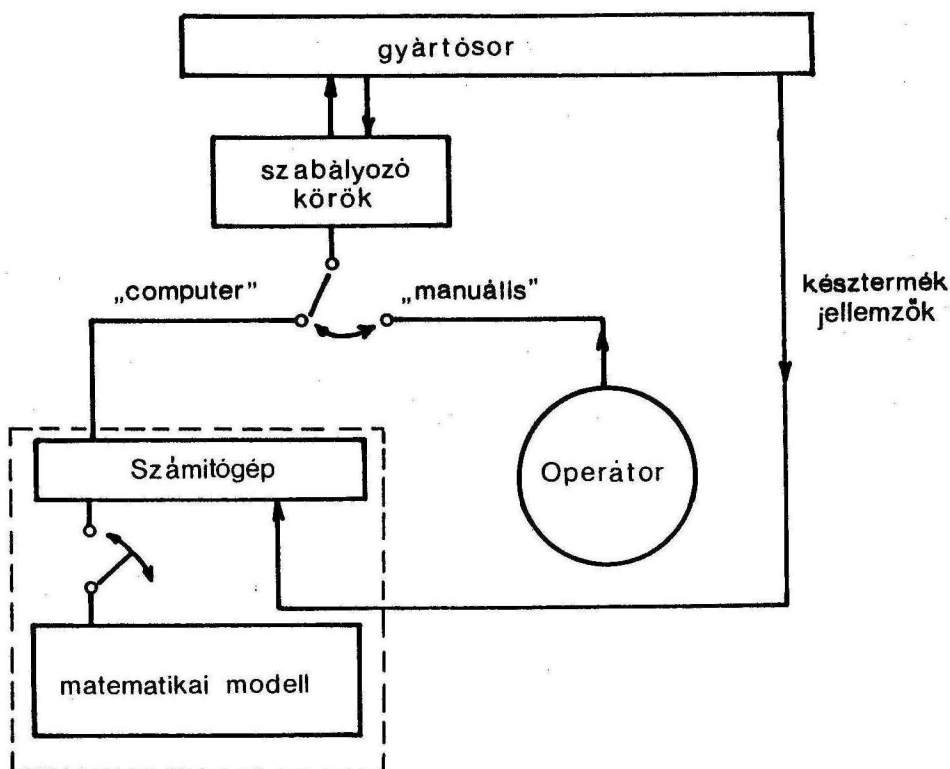 gyártósor
szabályozó
körök
„computer”
„manuális”
késztermék
jellemzők
Számitógép
Operátor
matematikai modell